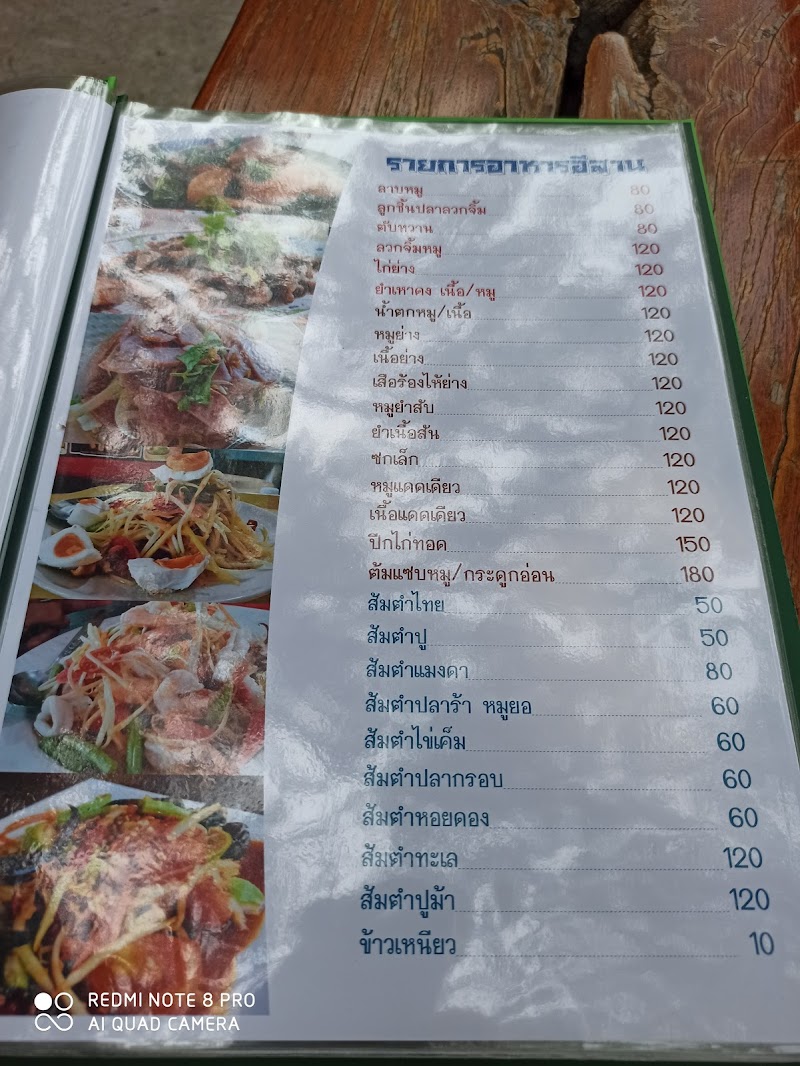 รายการอาหารอีสาน
ลาบหมู 80
ลูกชิ้นปลาลวกจิ้ม 80
ตับหวาน 80
ลวกจิ้มหมู 120
ไก่ย่าง 120
ยำเหาดง เนื้อ/หมู 120
น้ำตกหมู/เนื้อ 120
หมูย่าง 120
เนื้อย่าง 120
เสือร้องไห้ย่าง 120
หมูยำสับ 120
ยำเนื้อสัน 120
ซกเล็ก 120
หมูแดดเดียว 120
เนื้อแดดเดียว 120
ปีกไก่ทอด 150
ต้มแซบหมู/กระดูกอ่อน 180
ส้มตำไทย 50
ส้มตำปู 50
ส้มตำแมงดา 80
ส้มตำปลาร้า หมูยอ 60
ส้มตำไข่เค็ม 60
ส้มตำปลากรอบ 60
ส้มตำหอยดอง 60
ส้มตำทะเล 120
ส้มตำปูม้า 120
ข้าวเหนียว 10
REDMI NOTE 8 PRO
AI QUAD CAMERA